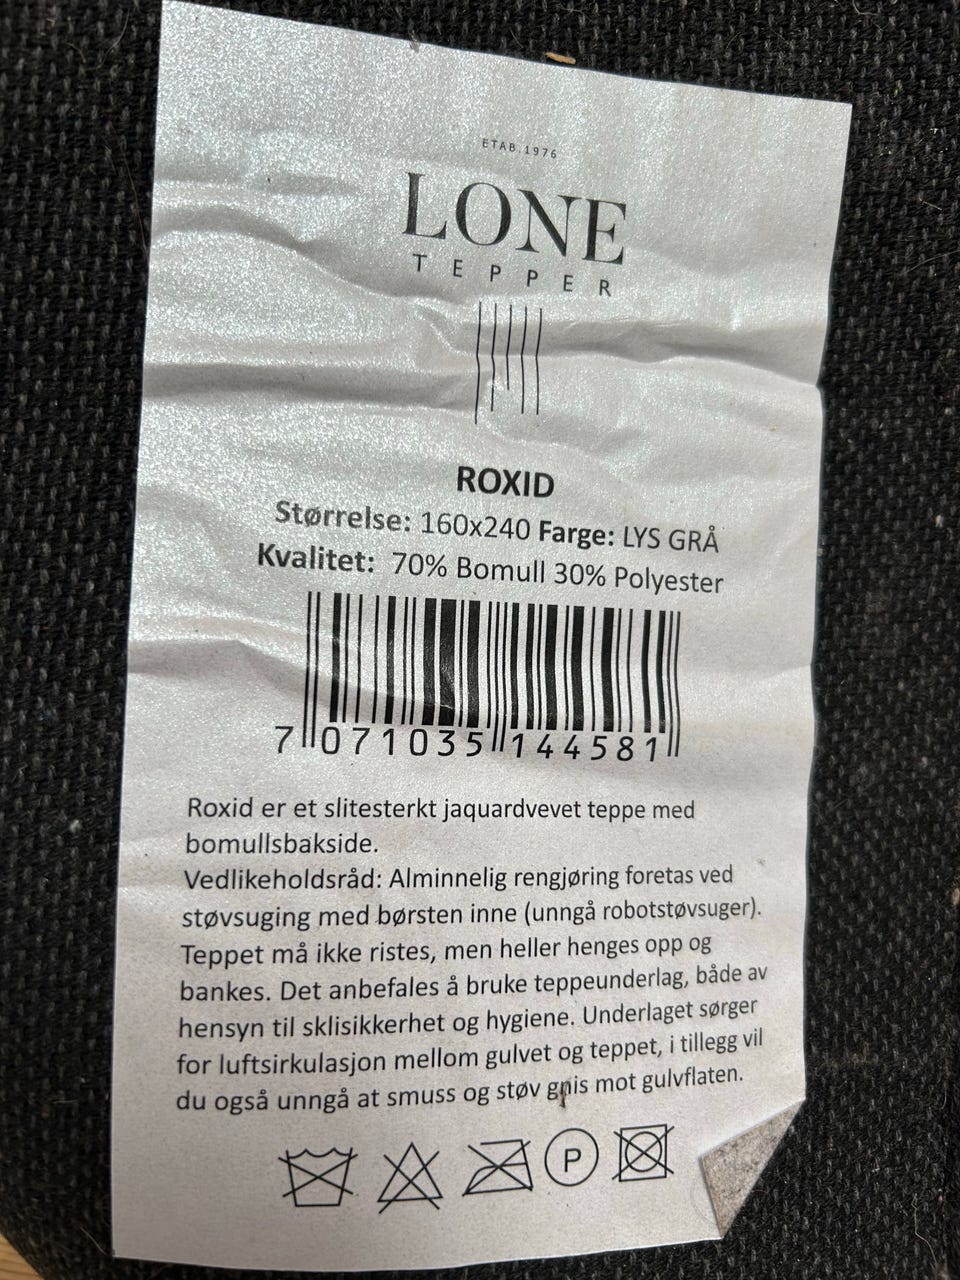 ETAB.1976
LONE
TEPPER
ROXID
Størrelse: 160x240 Farge: LYS GRÅ
Kvalitet: 70% Bomull 30% Polyester
7 071035 144581
Roxid er et slitesterkt jaquardvevet teppe med
bomullsbakside.
Vedlikeholdsråd: Alminnelig rengjøring foretas ved
støvsuging med børsten inne (unngå robotstøvsuger).
Teppet må ikke ristes, men heller henges opp og
bankes. Det anbefales å bruke teppeunderlag, både av
hensyn til sklisikkerhet og hygiene. Underlaget sørger
for luftsirkulasjon mellom gulvet og teppet, i tillegg vil
du også unngå at smuss og støv gnis mot gulvflaten.
P